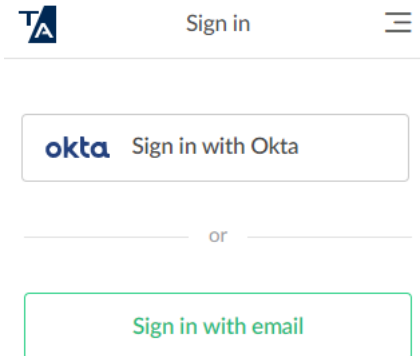 TA
Sign in
okta Sign in with Okta
or
Sign in with email